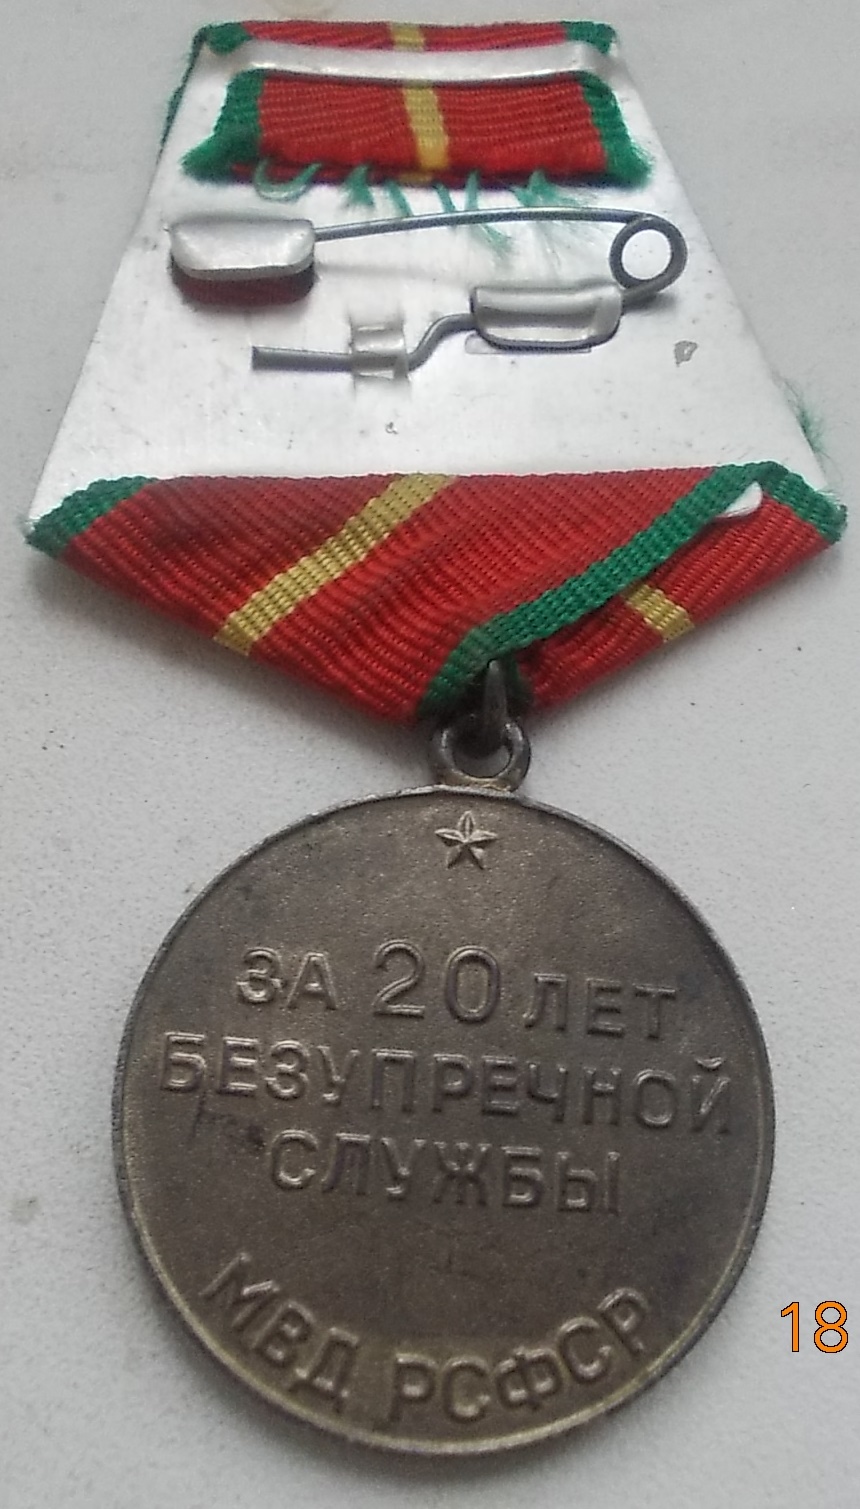 ЗА 20 ЛЕТ
БЕЗУПРЕЧНОЙ
СЛУЖБЫ
МВД РСФСР
18